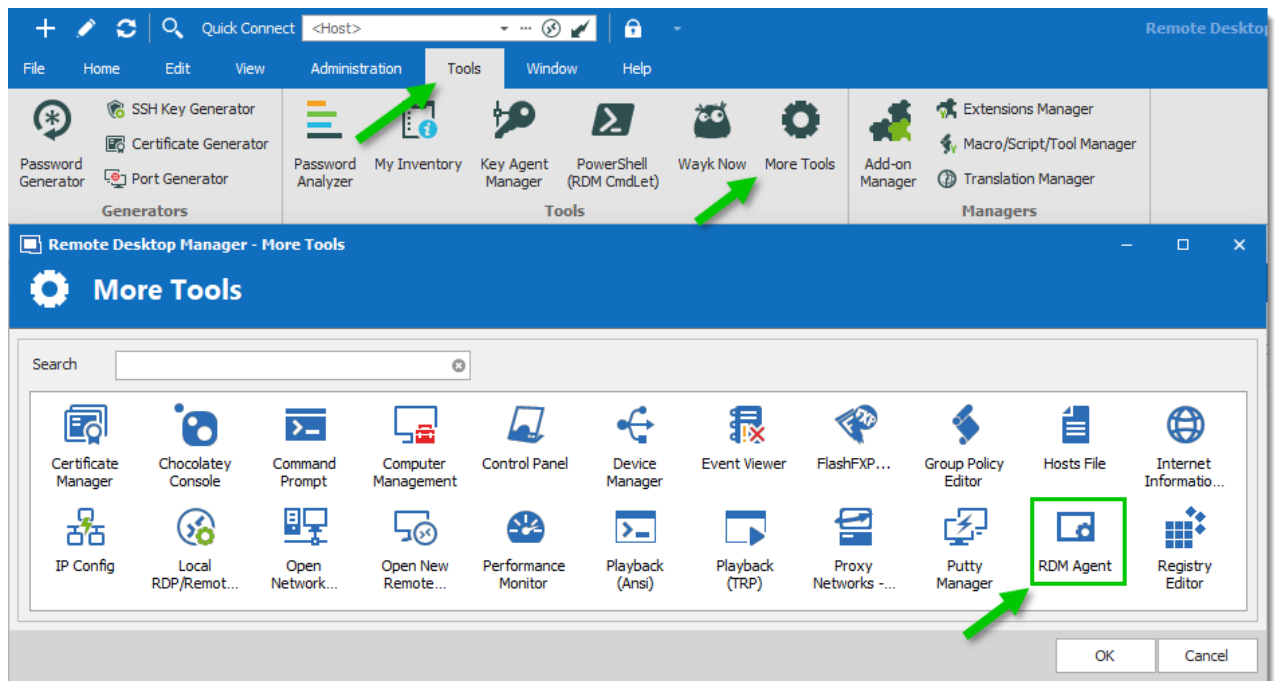 Quick Connect <Host> Remote Desktop
File Home Edit View Administration Tools Window Help
SSH Key Generator Extensions Manager
Certificate Generator Macro/Script/Tool Manager
Password My Inventory Key Agent PowerShell Wayk Now More Tools Add-on
Generator Port Generator Analyzer Manager (RDM CmdLet) Manager Translation Manager
Password
Generators Tools Managers
Remote Desktop Manager - More Tools
More Tools
Search
Certificate Chocolatey Command Computer Control Panel Device Event Viewer FlashFXP... Group Policy Hosts File Internet
Manager Console Prompt Management Manager Editor Informatio...
IP Config Local Open Open New Performance Playback Playback Proxy Putty RDM Agent Registry
RDP/Remot... Network... Remote... Monitor (Ansi) (TRP) Networks -... Manager Editor
OK Cancel